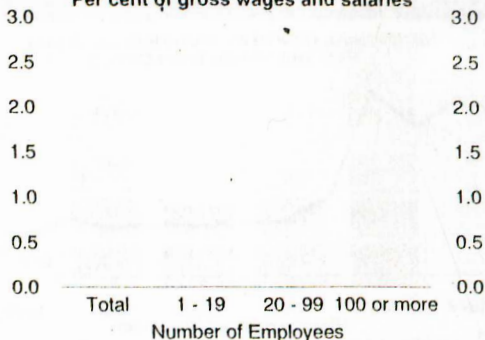 Per cent of gross wages and salaries
3.0 3.0
2.5 2.5
2.0 2.0
1.5 1.5
1.0 1.0
0.5 0.5
0.0 0.0
Total 1 - 19 20 - 99 100 or more
Number of Employees